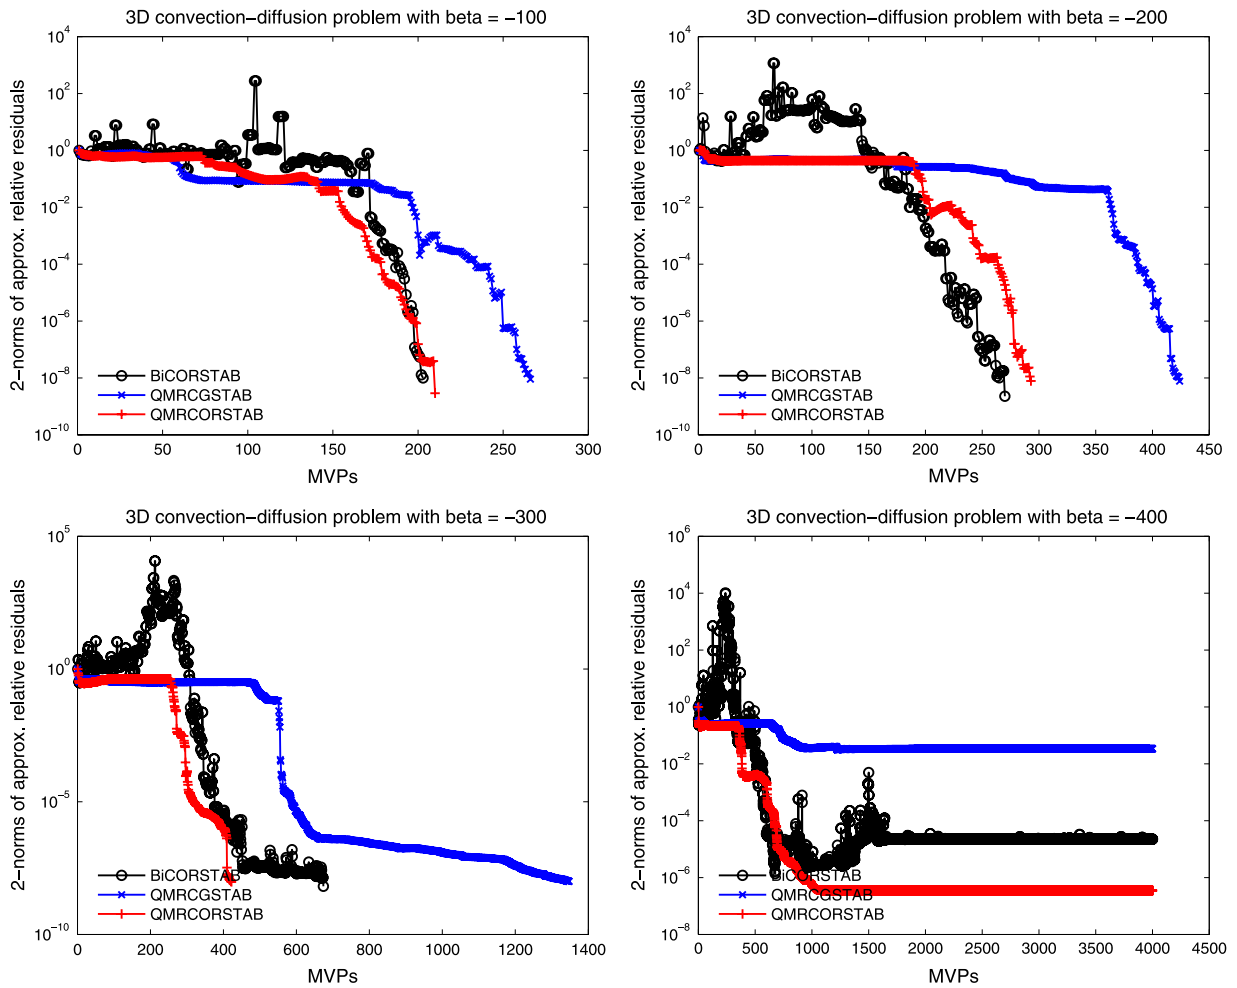 3D convection−diffusion problem with beta = −100
2−norms of approx. relative residuals
10^4
10^2
10^0
10^−2
10^−4
10^−6
10^−8
10^−10
BiCORSTAB
QMRCGSTAB
QMRCORSTAB
0 50 100 150 200 250 300
MVPs
3D convection−diffusion problem with beta = −200
2−norms of approx. relative residuals
10^4
10^2
10^0
10^−2
10^−4
10^−6
10^−8
10^−10
BiCORSTAB
QMRCGSTAB
QMRCORSTAB
0 50 100 150 200 250 300 350 400 450
MVPs
3D convection−diffusion problem with beta = −300
2−norms of approx. relative residuals
10^5
10^0
10^−5
10^−10
BiCORSTAB
QMRCGSTAB
QMRCORSTAB
0 200 400 600 800 1000 1200 1400
MVPs
3D convection−diffusion problem with beta = −400
2−norms of approx. relative residuals
10^6
10^4
10^2
10^0
10^−2
10^−4
10^−6
10^−8
BiCORSTAB
QMRCGSTAB
QMRCORSTAB
0 500 1000 1500 2000 2500 3000 3500 4000 4500
MVPs